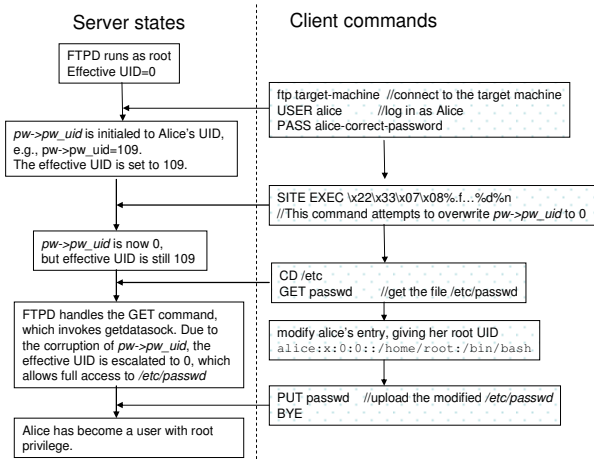 Server states
Client commands
FTPD runs as root
Effective UID=0
ftp target-machine //connect to the target machine
USER alice //log in as Alice
PASS alice-correct-password
pw->pw_uid is initialed to Alice's UID,
e.g., pw->pw_uid=109.
The effective UID is set to 109.
SITE EXEC \x22\x33\x07\x08%.f…%d%n
//This command attempts to overwrite pw->pw_uid to 0
pw->pw_uid is now 0,
but effective UID is still 109
CD /etc
GET passwd //get the file /etc/passwd
FTPD handles the GET command,
which invokes getdatasock. Due to
the corruption of pw->pw_uid, the
effective UID is escalated to 0, which
allows full access to /etc/passwd
modify alice's entry, giving her root UID
alice:x:0:0::/home/root:/bin/bash
PUT passwd //upload the modified /etc/passwd
BYE
Alice has become a user with root
privilege.